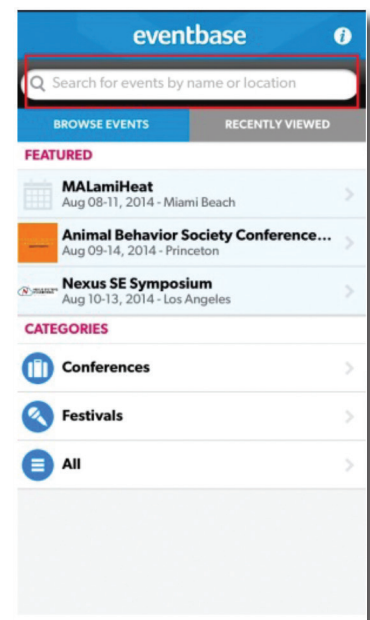 eventbase
Search for events by name or location
BROWSE EVENTS
RECENTLY VIEWED
FEATURED
MALamiHeat
Aug 08-11, 2014 - Miami Beach
Animal Behavior Society Conference...
Aug 09-14, 2014 - Princeton
Nexus SE Symposium
Aug 10-13, 2014 - Los Angeles
CATEGORIES
Conferences
Festivals
All